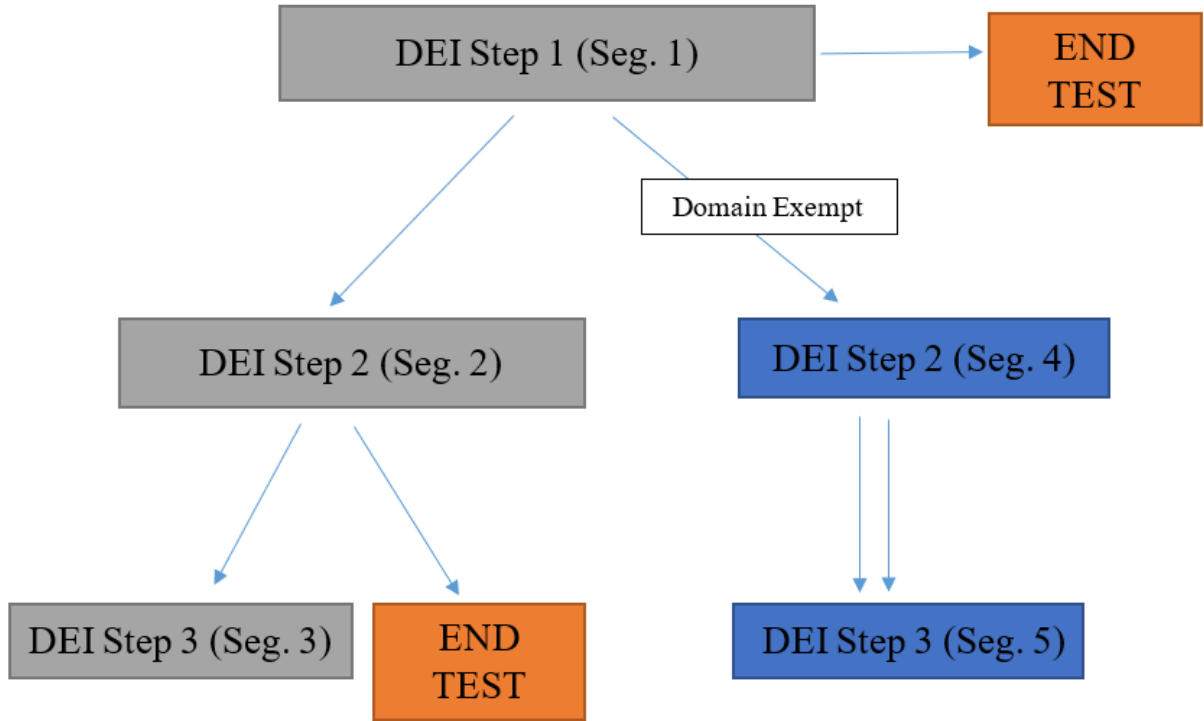 DEI Step 1 (Seg. 1)
END
TEST
Domain Exempt
DEI Step 2 (Seg. 2)
DEI Step 2 (Seg. 4)
DEI Step 3 (Seg. 3)
END
TEST
DEI Step 3 (Seg. 5)